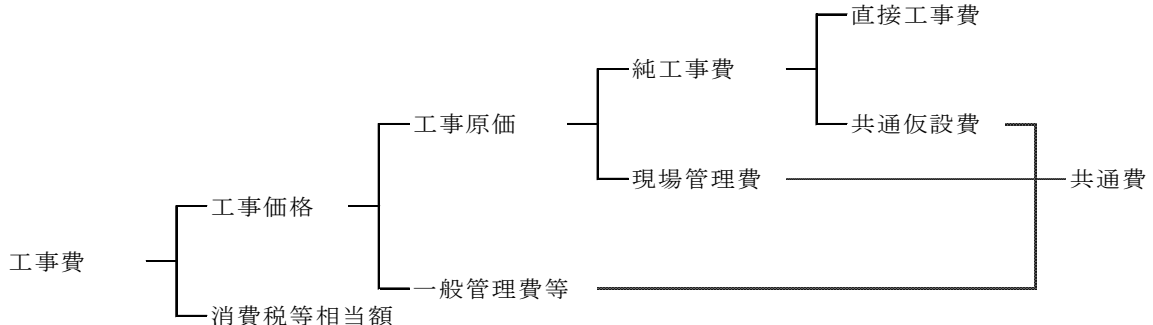 直接工事費
純工事費
工事原価
共通仮設費
現場管理費
共通費
工事価格
工事費
一般管理費等
消費税等相当額